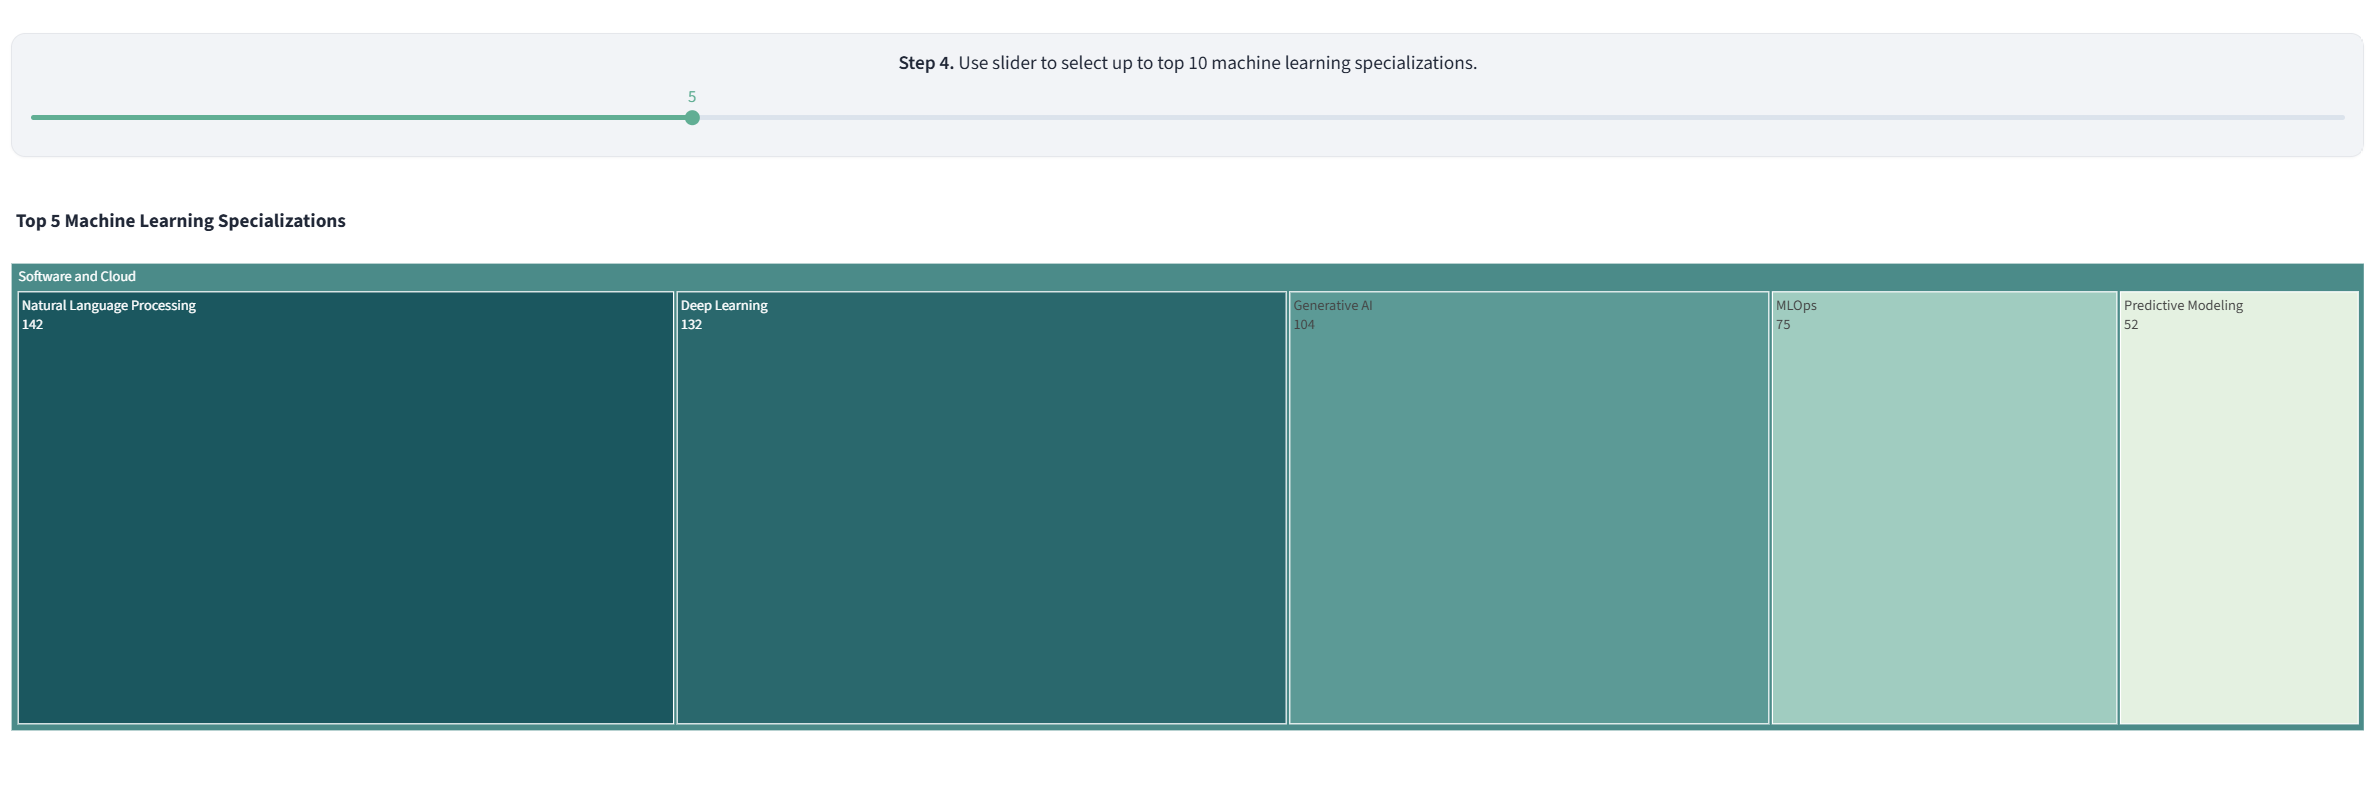 Step 4. Use slider to select up to top 10 machine learning specializations.
5
Top 5 Machine Learning Specializations
Software and Cloud
Natural Language Processing
142
Deep Learning
132
Generative AI
104
MLOps
75
Predictive Modeling
52